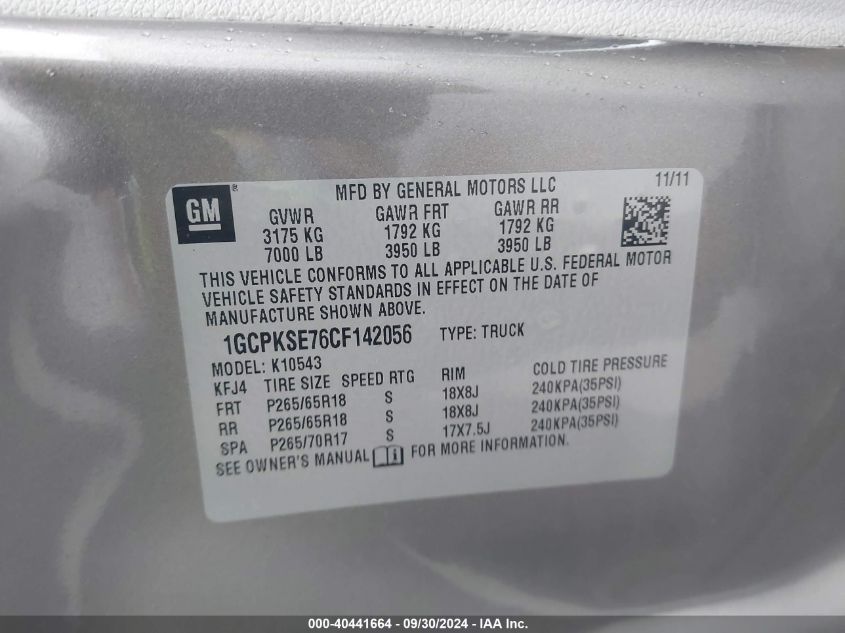 GM ®
MFD BY GENERAL MOTORS LLC 11/11
GVWR GAWR FRT GAWR RR
3175 KG 1792 KG 1792 KG
7000 LB 3950 LB 3950 LB
THIS VEHICLE CONFORMS TO ALL APPLICABLE U.S. FEDERAL MOTOR
VEHICLE SAFETY STANDARDS IN EFFECT ON THE DATE OF
MANUFACTURE SHOWN ABOVE.
1GCPKSE76CF142056 TYPE: TRUCK
MODEL: K10543
KFJ4 TIRE SIZE SPEED RTG RIM COLD TIRE PRESSURE
FRT P265/65R18 S 18X8J 240KPA(35PSI)
RR P265/65R18 S 18X8J 240KPA(35PSI)
SPA P265/70R17 S 17X7.5J 240KPA(35PSI)
SEE OWNER'S MANUAL FOR MORE INFORMATION.
000-40441664 - 09/30/2024 - IAA Inc.